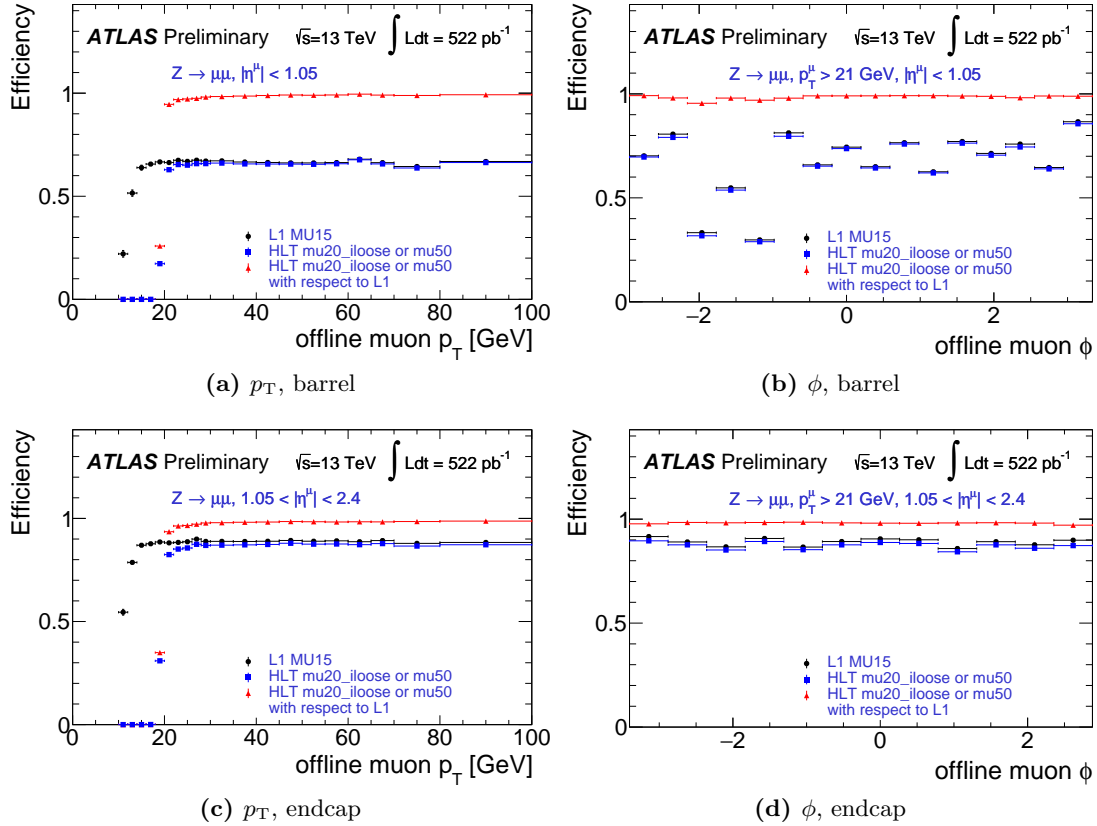 Efficiency
1
0.5
0
ATLAS Preliminary √s=13 TeV ∫ Ldt = 522 pb⁻¹
Z → μμ, |η^μ| < 1.05
L1 MU15
HLT mu20_iloose or mu50
HLT mu20_iloose or mu50
with respect to L1
0 20 40 60 80 100
offline muon p_T [GeV]
(a) p_T, barrel
Efficiency
1
0.5
0
ATLAS Preliminary √s=13 TeV ∫ Ldt = 522 pb⁻¹
Z → μμ, p_T^μ > 21 GeV, |η^μ| < 1.05
L1 MU15
HLT mu20_iloose or mu50
HLT mu20_iloose or mu50
with respect to L1
−2 0 2
offline muon ϕ
(b) ϕ, barrel
Efficiency
1
0.5
0
ATLAS Preliminary √s=13 TeV ∫ Ldt = 522 pb⁻¹
Z → μμ, 1.05 < |η^μ| < 2.4
L1 MU15
HLT mu20_iloose or mu50
HLT mu20_iloose or mu50
with respect to L1
0 20 40 60 80 100
offline muon p_T [GeV]
(c) p_T, endcap
Efficiency
1
0.5
0
ATLAS Preliminary √s=13 TeV ∫ Ldt = 522 pb⁻¹
Z → μμ, p_T^μ > 21 GeV, 1.05 < |η^μ| < 2.4
L1 MU15
HLT mu20_iloose or mu50
HLT mu20_iloose or mu50
with respect to L1
−2 0 2
offline muon ϕ
(d) ϕ, endcap